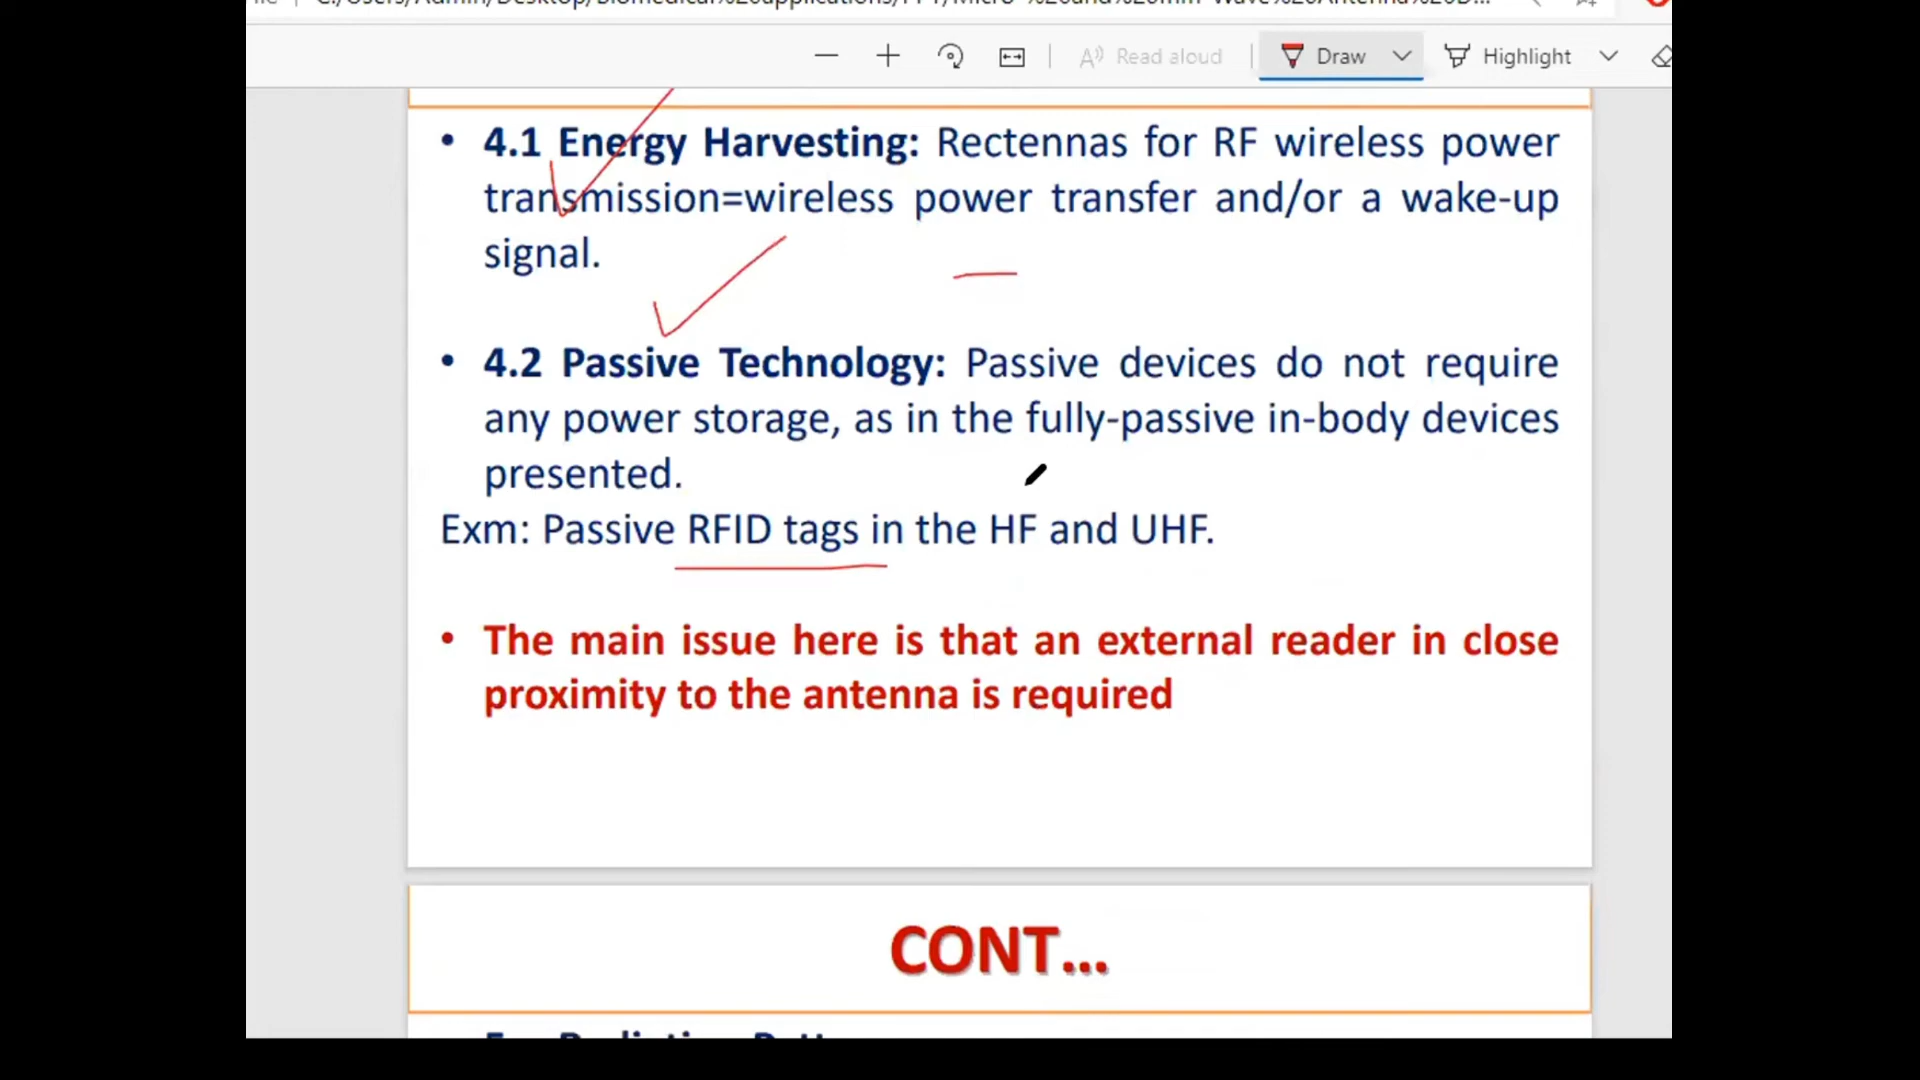 Read aloud Draw Highlight
• 4.1 Energy Harvesting: Rectennas for RF wireless power
transmission=wireless power transfer and/or a wake-up
signal.
• 4.2 Passive Technology: Passive devices do not require
any power storage, as in the fully-passive in-body devices
presented.
Exm: Passive RFID tags in the HF and UHF.
• The main issue here is that an external reader in close
proximity to the antenna is required
CONT...